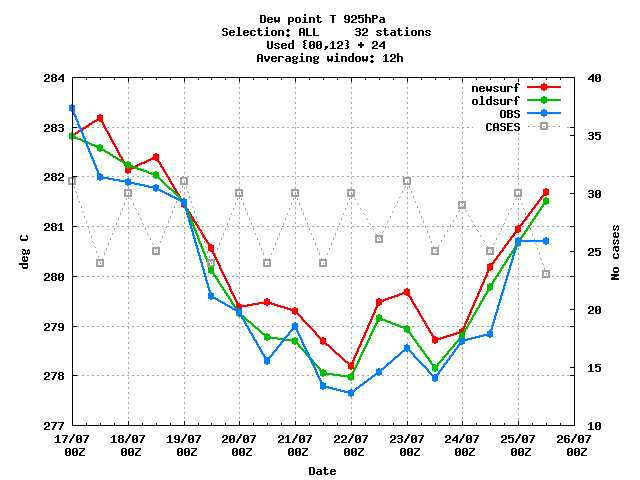 Dew point T 925hPa
Selection: ALL     32 stations
Used {00,12} + 24
Averaging window: 12h
284
283
282
281
280
279
278
277
40
35
30
25
20
15
10
newsurf
oldsurf
OBS
CASES
deg C
No cases
17/07 18/07 19/07 20/07 21/07 22/07 23/07 24/07 25/07 26/07
00Z 00Z 00Z 00Z 00Z 00Z 00Z 00Z 00Z 00Z
Date